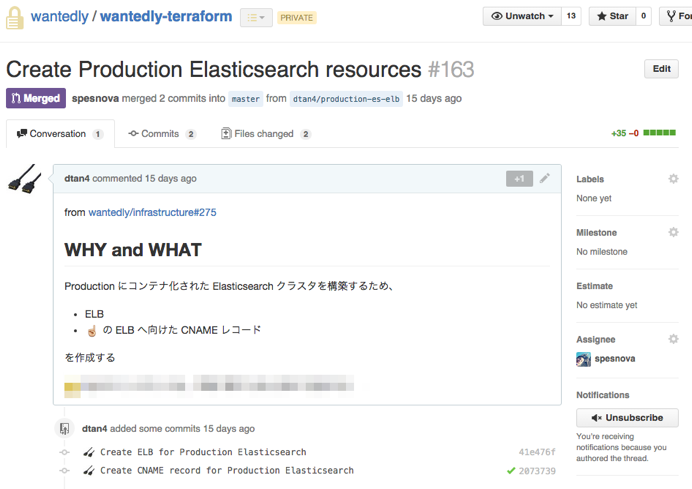 wantedly / wantedly-terraform PRIVATE Unwatch 13 Star 0 For
Create Production Elasticsearch resources #163 Edit
Merged spesnova merged 2 commits into master from dtan4/production-es-elb 15 days ago
Conversation 1 Commits 2 Files changed 2 +35 −0
dtan4 commented 15 days ago +1
from wantedly/infrastructure#275
WHY and WHAT
Production にコンテナ化された Elasticsearch クラスタを構築するため、
• ELB
• ☝ の ELB へ向けた CNAME レコード
を作成する
dtan4 added some commits 15 days ago
Create ELB for Production Elasticsearch 41e476f
Create CNAME record for Production Elasticsearch 2073739
Labels
None yet
Milestone
No milestone
Estimate
No estimate yet
Assignee
spesnova
Notifications
Unsubscribe
You're receiving
notifications because you
authored the thread.